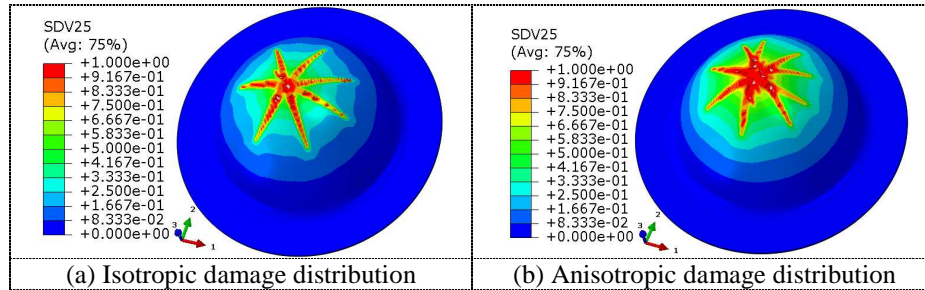 SDV25
(Avg: 75%)
+1.000e+00
+9.167e-01
+8.333e-01
+7.500e-01
+6.667e-01
+5.833e-01
+5.000e-01
+4.167e-01
+3.333e-01
+2.500e-01
+1.667e-01
+8.333e-02
+0.000e+00
2
3
1
(a) Isotropic damage distribution
SDV25
(Avg: 75%)
+1.000e+00
+9.167e-01
+8.333e-01
+7.500e-01
+6.667e-01
+5.833e-01
+5.000e-01
+4.167e-01
+3.333e-01
+2.500e-01
+1.667e-01
+8.333e-02
+0.000e+00
2
3
1
(b) Anisotropic damage distribution